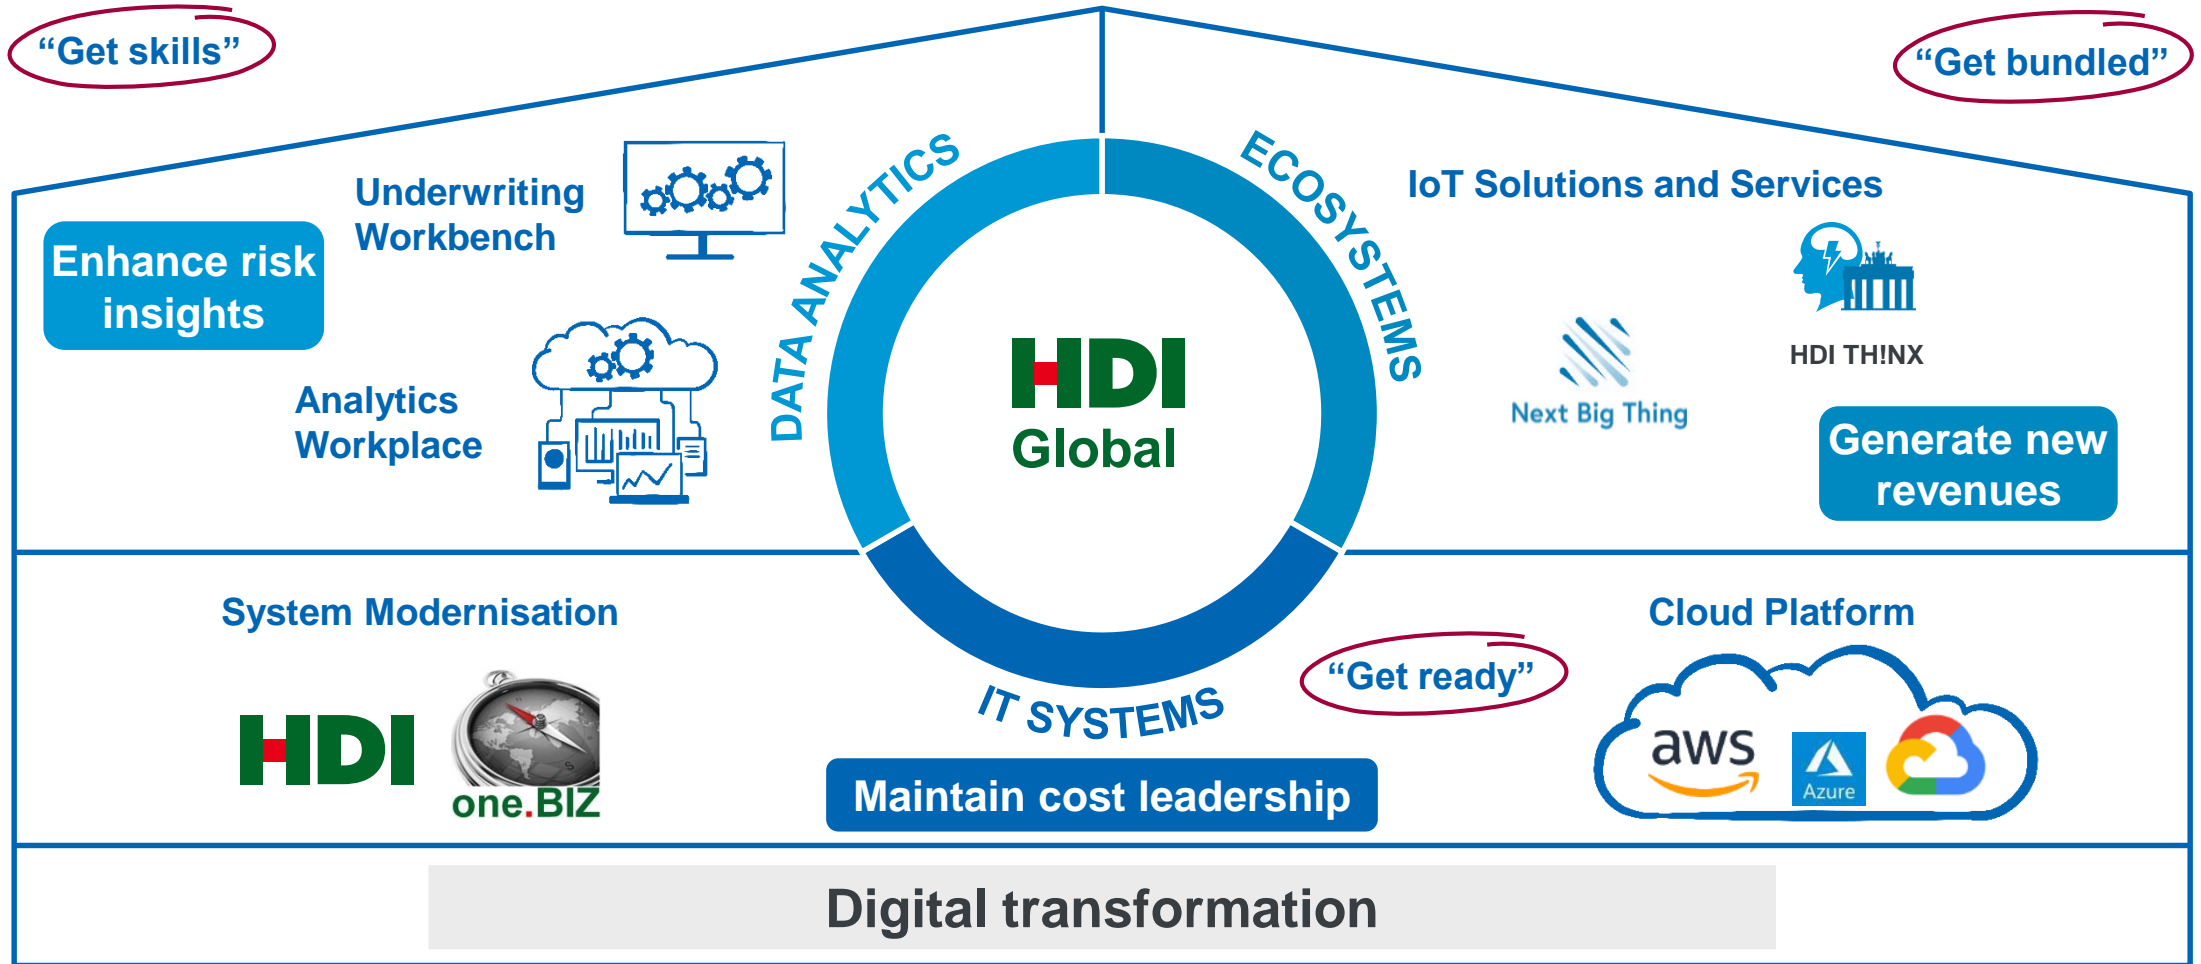 “Get skills”
“Get bundled”
Underwriting
Workbench
Enhance risk
insights
Analytics
Workplace
DATA ANALYTICS
ECOSYSTEMS
IoT Solutions and Services
HDI TH!NX
Next Big Thing
Generate new
revenues
HDI
Global
System Modernisation
HDI
one.BIZ
IT SYSTEMS
“Get ready”
Maintain cost leadership
Cloud Platform
aws
Azure
Digital transformation